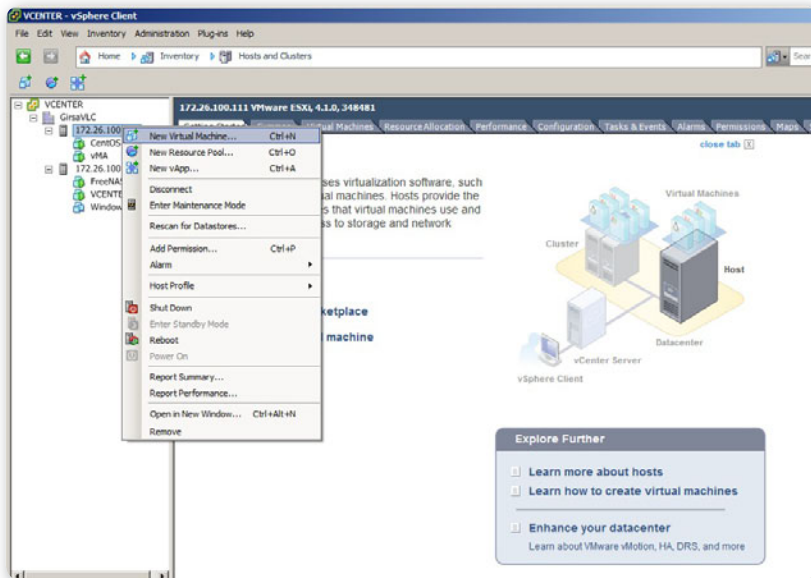 VCENTER - vSphere Client
File Edit View Inventory Administration Plug-ins Help
Home Inventory Hosts and Clusters
VCENTER
GirsaVLC
172.26.100
CentOS
vMA
172.26.100
FreeNAS
VCENTE
Window
172.26.100.111 VMware ESXi, 4.1.0, 348481
Virtual Machines Resource Allocation Performance Configuration Tasks & Events Alarms Permissions Maps
close tab
New Virtual Machine... Ctrl+N
New Resource Pool... Ctrl+O
New vApp... Ctrl+A
Disconnect
Enter Maintenance Mode
Rescan for Datastores...
Add Permission... Ctrl+P
Alarm
Host Profile
Shut Down
Enter Standby Mode
Reboot
Power On
Report Summary...
Report Performance...
Open in New Window... Ctrl+Alt+N
Remove
ses virtualization software, such
al machines. Hosts provide the
es that virtual machines use and
ss to storage and network
ketplace
l machine
Virtual Machines
Cluster
Host
Datacenter
vCenter Server
vSphere Client
Explore Further
Learn more about hosts
Learn how to create virtual machines
Enhance your datacenter
Learn about VMware vMotion, HA, DRS, and more